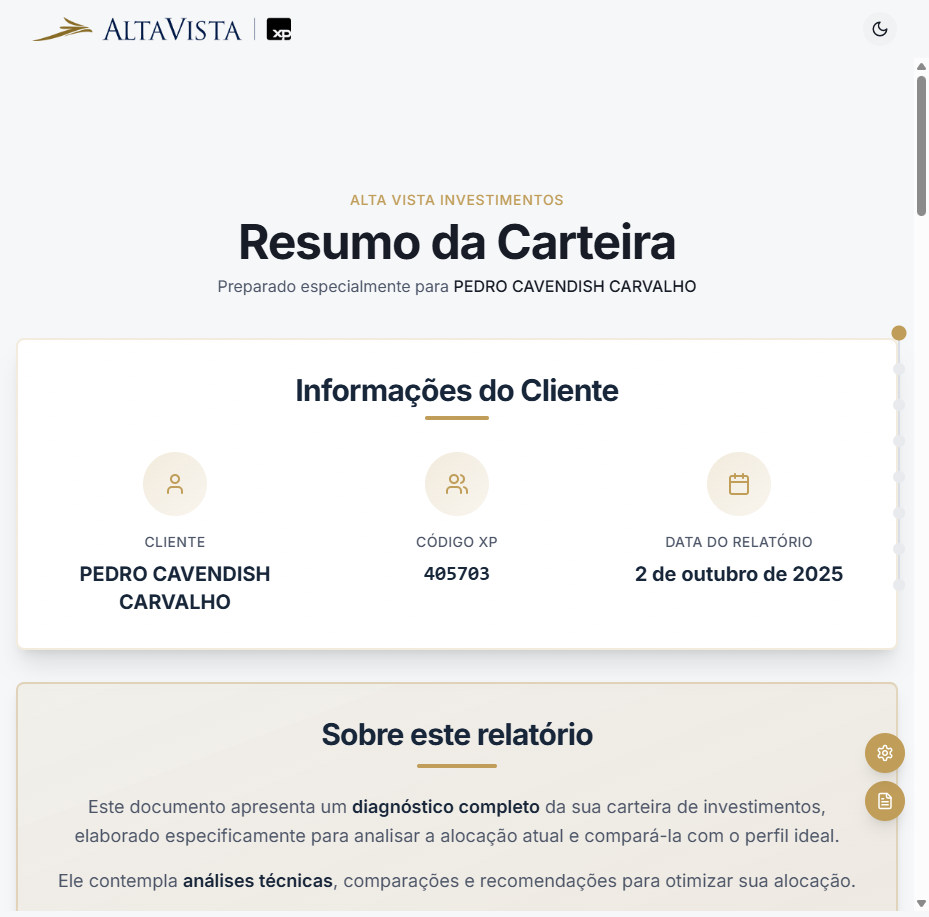 ALTAVISTA | XP
ALTA VISTA INVESTIMENTOS
Resumo da Carteira
Preparado especialmente para PEDRO CAVENDISH CARVALHO
Informações do Cliente
CLIENTE
PEDRO CAVENDISH
CARVALHO
CÓDIGO XP
405703
DATA DO RELATÓRIO
2 de outubro de 2025
Sobre este relatório
Este documento apresenta um diagnóstico completo da sua carteira de investimentos,
elaborado especificamente para analisar a alocação atual e compará-la com o perfil ideal.
Ele contempla análises técnicas, comparações e recomendações para otimizar sua alocação.